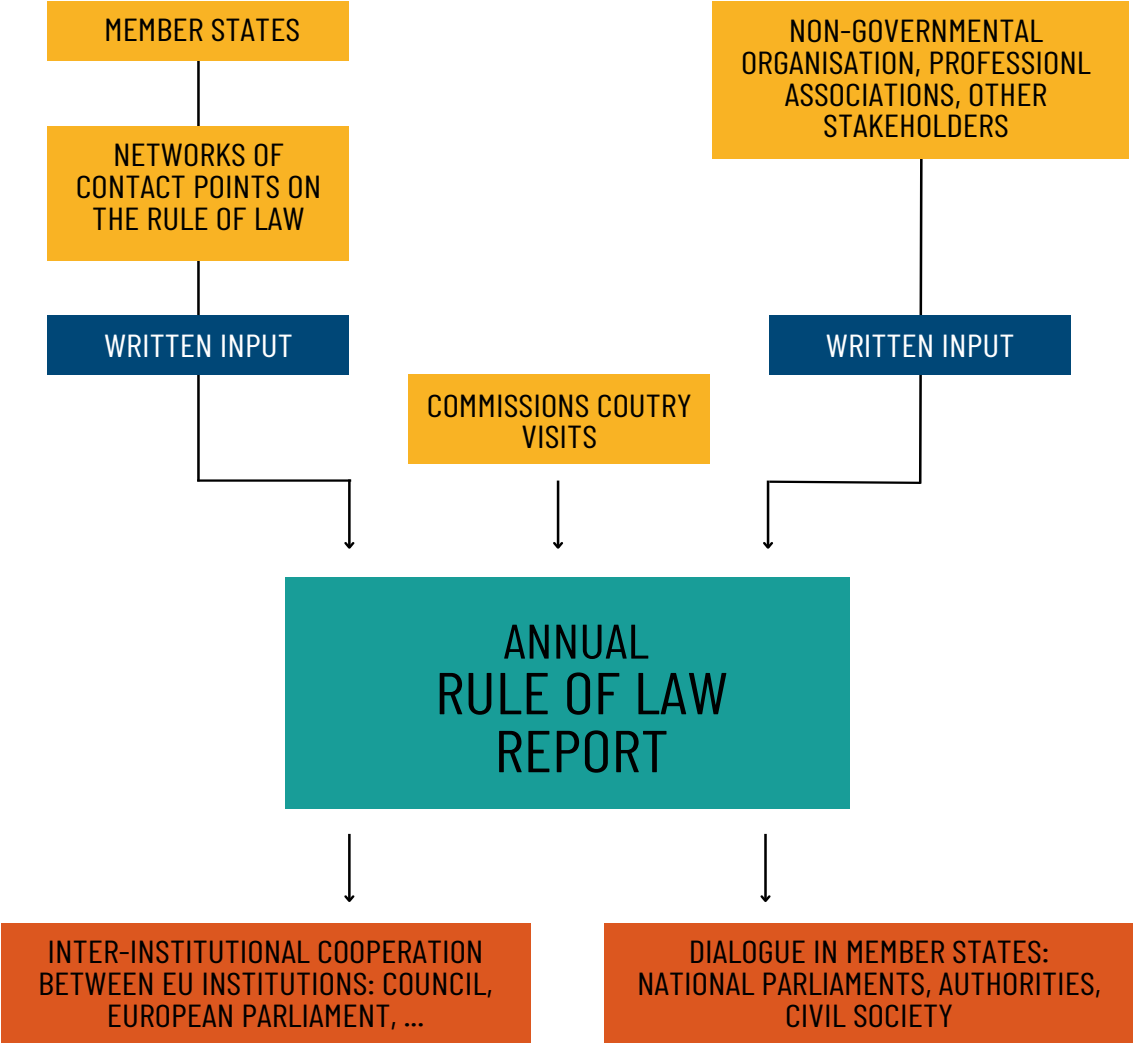 MEMBER STATES
NON-GOVERNMENTAL
ORGANISATION, PROFESSIONL
ASSOCIATIONS, OTHER
STAKEHOLDERS
NETWORKS OF
CONTACT POINTS ON
THE RULE OF LAW
WRITTEN INPUT
WRITTEN INPUT
COMMISSIONS COUTRY
VISITS
ANNUAL
RULE OF LAW
REPORT
INTER-INSTITUTIONAL COOPERATION
BETWEEN EU INSTITUTIONS: COUNCIL,
EUROPEAN PARLIAMENT, ...
DIALOGUE IN MEMBER STATES:
NATIONAL PARLIAMENTS, AUTHORITIES,
CIVIL SOCIETY